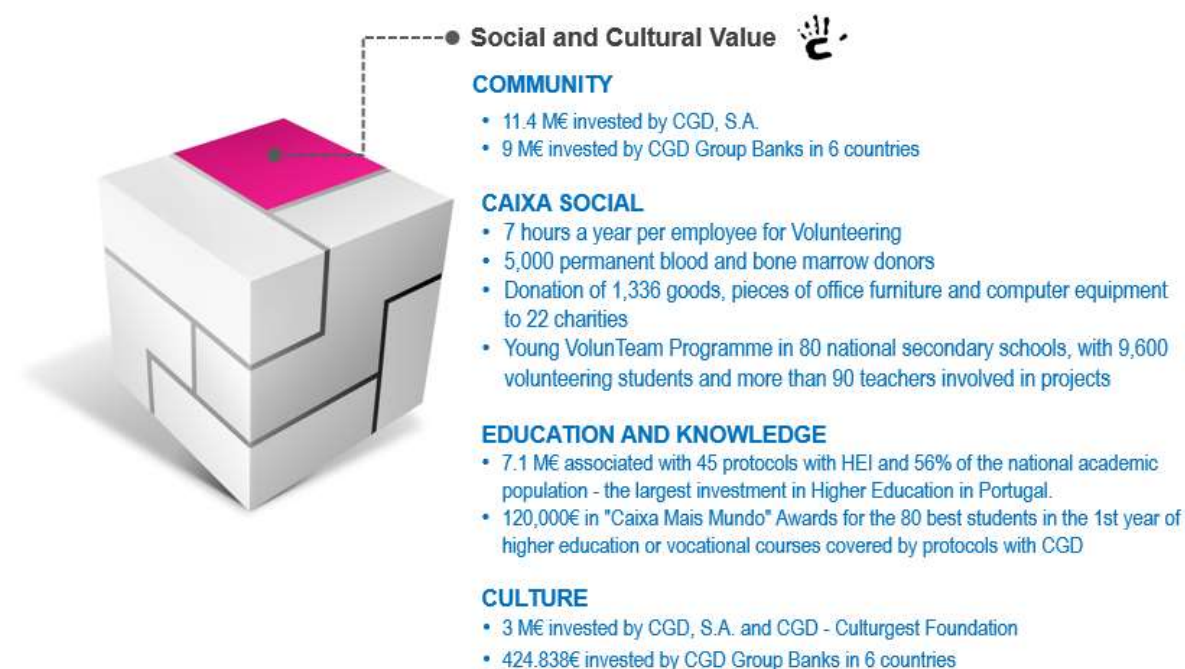 Social and Cultural Value
COMMUNITY
• 11.4 M€ invested by CGD, S.A.
• 9 M€ invested by CGD Group Banks in 6 countries
CAIXA SOCIAL
• 7 hours a year per employee for Volunteering
• 5,000 permanent blood and bone marrow donors
• Donation of 1,336 goods, pieces of office furniture and computer equipment
to 22 charities
• Young VolunTeam Programme in 80 national secondary schools, with 9,600
volunteering students and more than 90 teachers involved in projects
EDUCATION AND KNOWLEDGE
• 7.1 M€ associated with 45 protocols with HEI and 56% of the national academic
population - the largest investment in Higher Education in Portugal.
• 120,000€ in "Caixa Mais Mundo" Awards for the 80 best students in the 1st year of
higher education or vocational courses covered by protocols with CGD
CULTURE
• 3 M€ invested by CGD, S.A. and CGD - Culturgest Foundation
• 424.838€ invested by CGD Group Banks in 6 countries